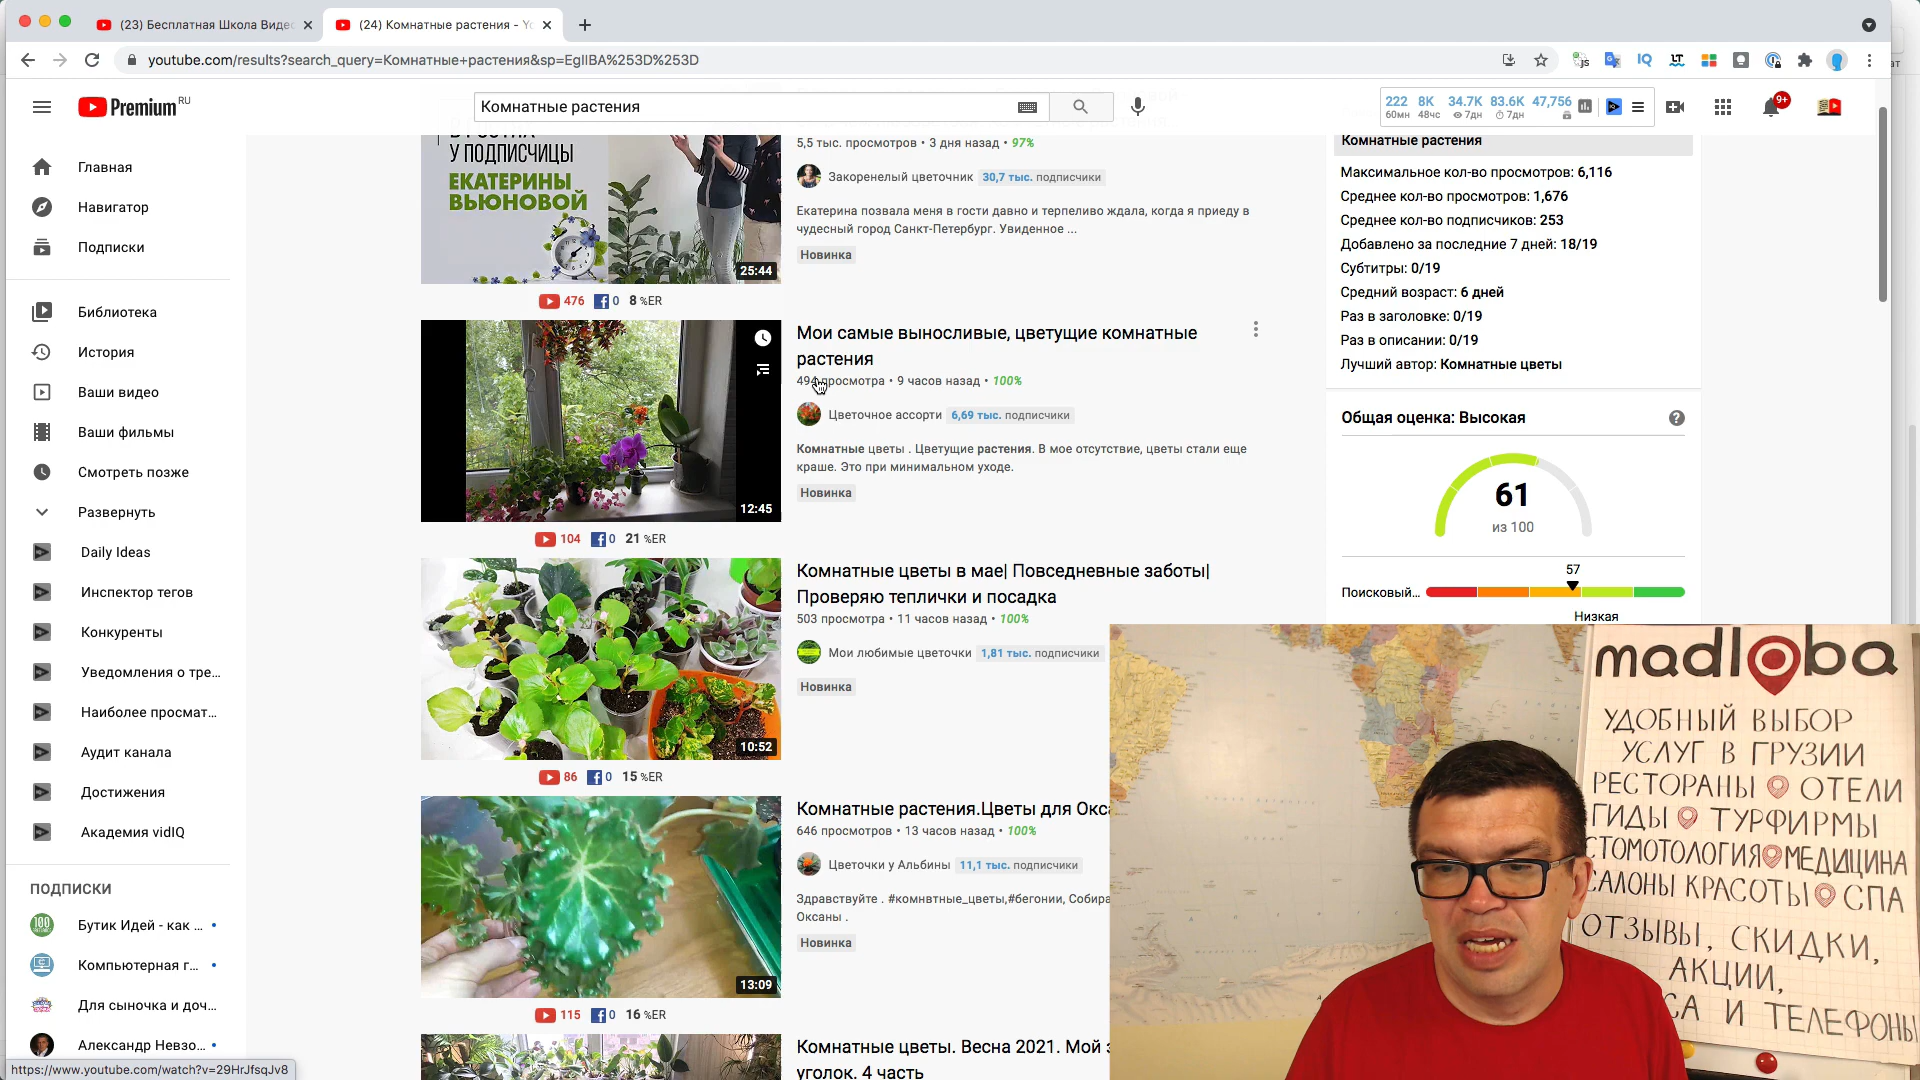 (23) Бесплатная Школа Видео
(24) Комнатные растения - Yo
youtube.com/results?search_query=Комнатные+растения&sp=EgIIBA%253D%253D
Premium RU
Комнатные растения
222 8K 34.7K 83.6K 47,756
60мн 48чс 7дн 7дн
9+
Главная
Навигатор
Подписки
Библиотека
История
Ваши видео
Ваши фильмы
Смотреть позже
Развернуть
Daily Ideas
Инспектор тегов
Конкуренты
Уведомления о тре...
Наиболее просмат...
Аудит канала
Достижения
Академия vidIQ
ПОДПИСКИ
Бутик Идей - как ...
Компьютерная г...
Для сыночка и доч...
Александр Невзо...
https://www.youtube.com/watch?v=29HrJfsqJv8
У ПОДПИСЧИЦЫ
ЕКАТЕРИНЫ
ВЬЮНОВОЙ
25:44
5,5 тыс. просмотров • 3 дня назад • 97%
Закоренелый цветочник 30,7 тыс. подписчики
Екатерина позвала меня в гости давно и терпеливо ждала, когда я приеду в
чудесный город Санкт-Петербург. Увиденное ...
Новинка
476 0 8 %ER
12:45
Мои самые выносливые, цветущие комнатные
растения
494 просмотра • 9 часов назад • 100%
Цветочное ассорти 6,69 тыс. подписчики
Комнатные цветы . Цветущие растения. В мое отсутствие, цветы стали еще
краше. Это при минимальном уходе.
Новинка
104 0 21 %ER
10:52
Комнатные цветы в мае| Повседневные заботы|
Проверяю теплички и посадка
503 просмотра • 11 часов назад • 100%
Мои любимые цветочки 1,81 тыс. подписчики
Новинка
86 0 15 %ER
13:09
Комнатные растения.Цветы для Окса
646 просмотров • 13 часов назад • 100%
Цветочки у Альбины 11,1 тыс. подписчики
Здравствуйте . #комнвтные_цветы,#бегонии, Собира
Оксаны .
Новинка
115 0 16 %ER
Комнатные цветы. Весна 2021. Мой з
уголок. 4 часть
Комнатные растения
Максимальное кол-во просмотров: 6,116
Среднее кол-во просмотров: 1,676
Среднее кол-во подписчиков: 253
Добавлено за последние 7 дней: 18/19
Субтитры: 0/19
Средний возраст: 6 дней
Раз в заголовке: 0/19
Раз в описании: 0/19
Лучший автор: Комнатные цветы
Общая оценка: Высокая
61
из 100
57
Поисковый...
Низкая
madloba
УДОБНЫЙ ВЫБОР
УСЛУГ В ГРУЗИИ
РЕСТОРАНЫ ОТЕЛИ
ГИДЫ ТУРФИРМЫ
СТОМОТОЛОГИЯ МЕДИЦИНА
САЛОНЫ КРАСОТЫ СПА
ОТЗЫВЫ, СКИДКИ,
АКЦИИ,
СА И ТЕЛЕФОНЫ